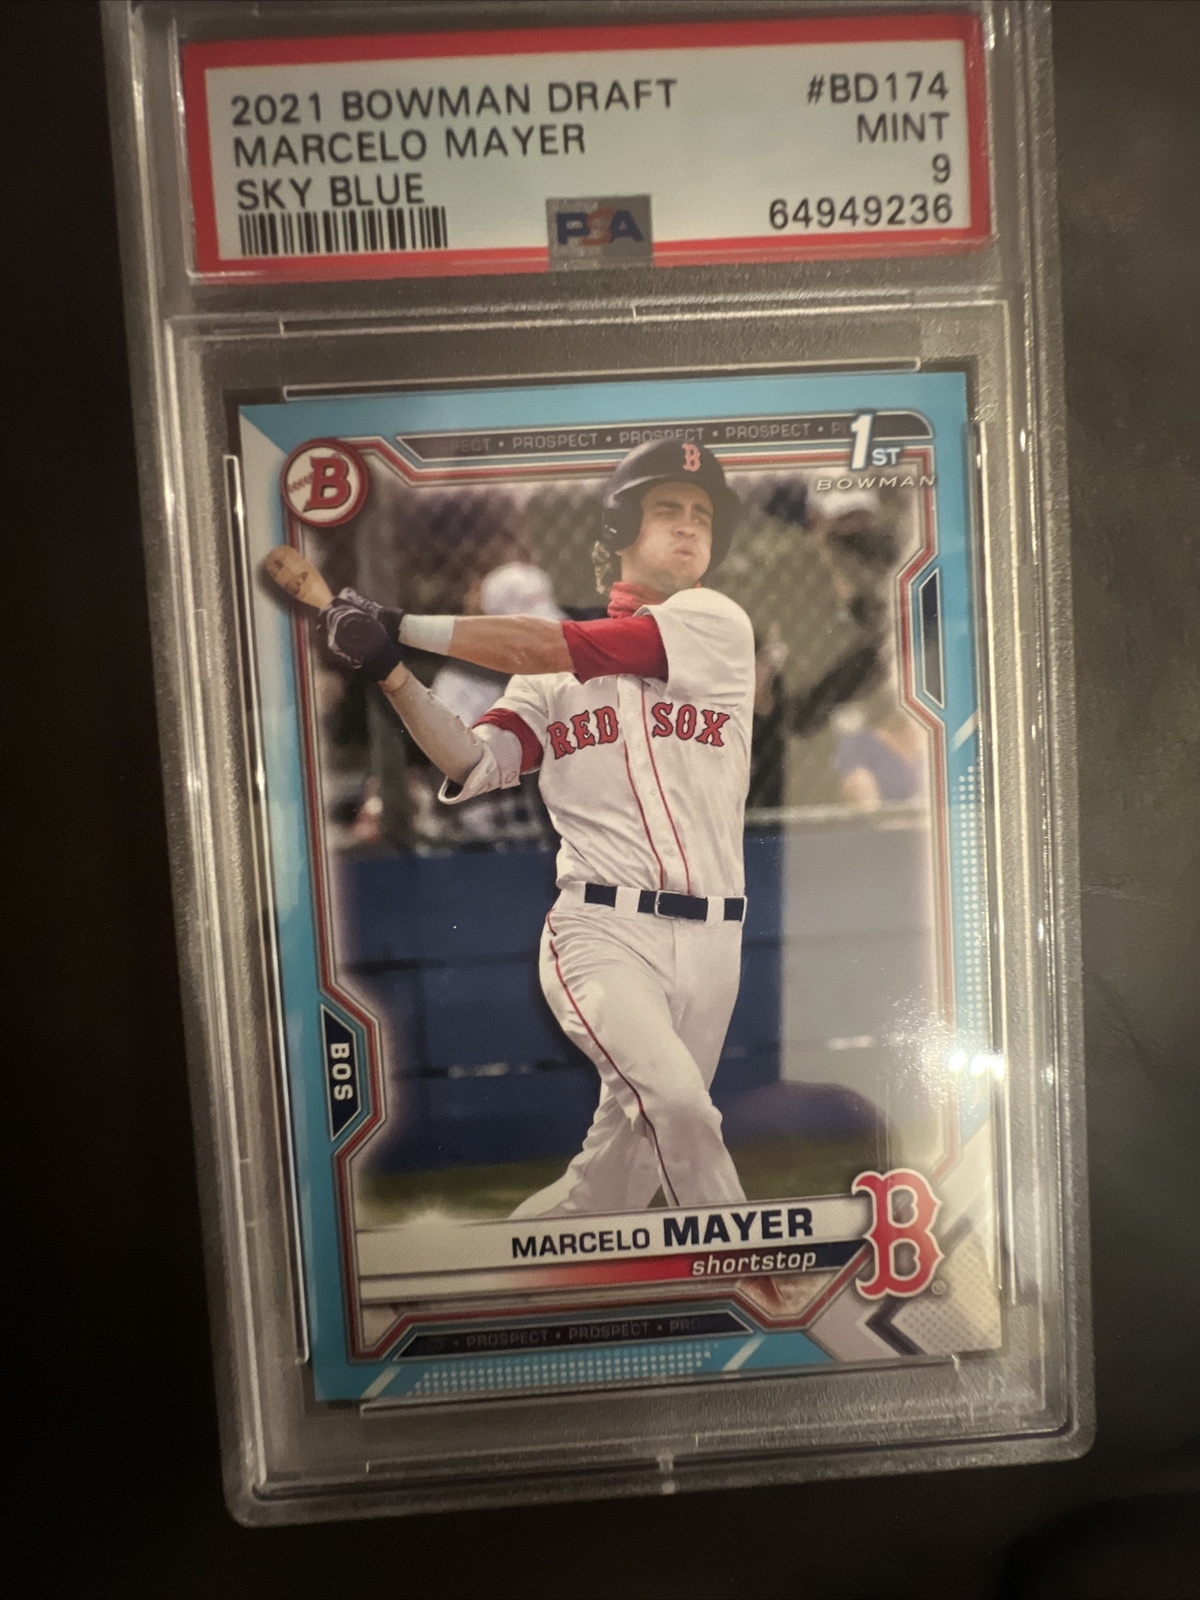 2021 BOWMAN DRAFT #BD174
MARCELO MAYER MINT
SKY BLUE 9
PSA 64949236
PROSPECT • PROSPECT • PROSPECT
1ST
BOWMAN
B
B
RED SOX
BOS
MARCELO MAYER
shortstop
B
PROSPECT • PROSPECT